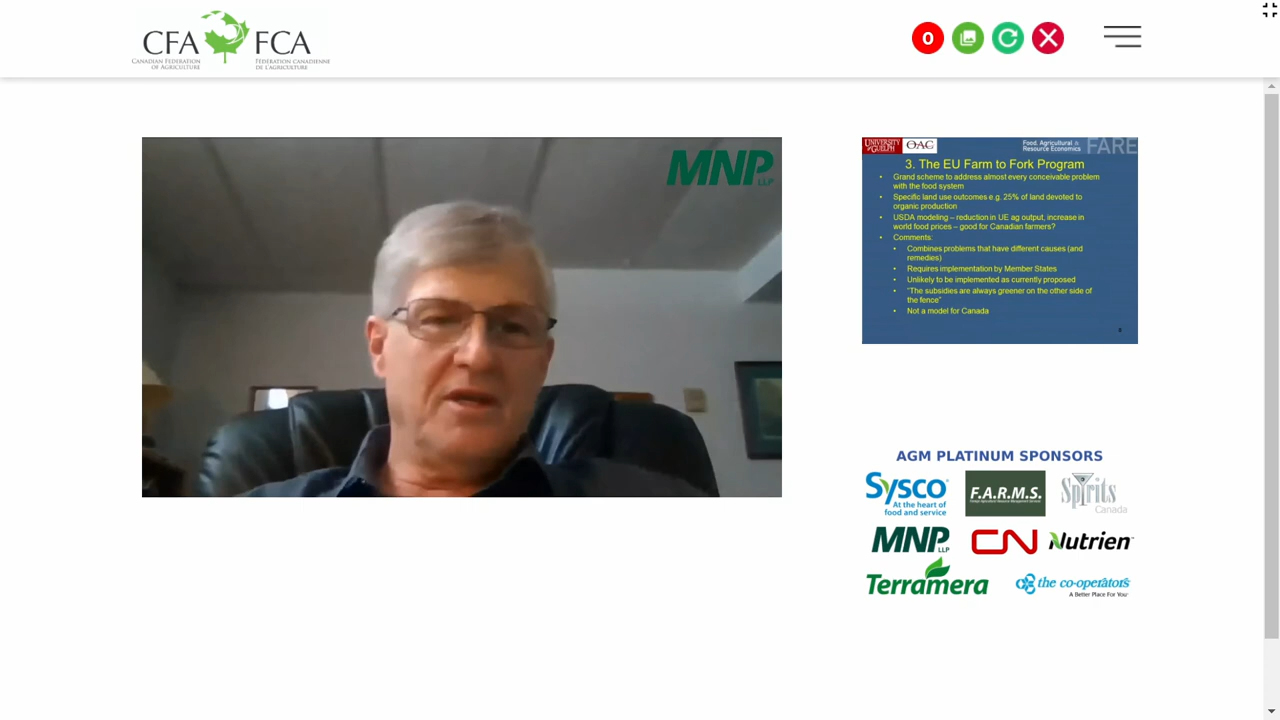 CFA FCA
CANADIAN FEDERATION
OF AGRICULTURE
FÉDÉRATION CANADIENNE
DE L'AGRICULTURE
0
MNP
LLP
UNIVERSITY
of GUELPH
OAC
Food, Agricultural &
Resource Economics
FARE
3. The EU Farm to Fork Program
• Grand scheme to address almost every conceivable problem
with the food system
• Specific land use outcomes e.g. 25% of land devoted to
organic production
• USDA modeling – reduction in UE ag output, increase in
world food prices – good for Canadian farmers?
• Comments:
• Combines problems that have different causes (and
remedies)
• Requires implementation by Member States
• Unlikely to be implemented as currently proposed
• "The subsidies are always greener on the other side of
the fence"
• Not a model for Canada
AGM PLATINUM SPONSORS
Sysco
At the heart of
food and service
F.A.R.M.S.
Spirits
Canada
MNP
LLP
CN
Nutrien
Terramera
the co-operators
A Better Place For You